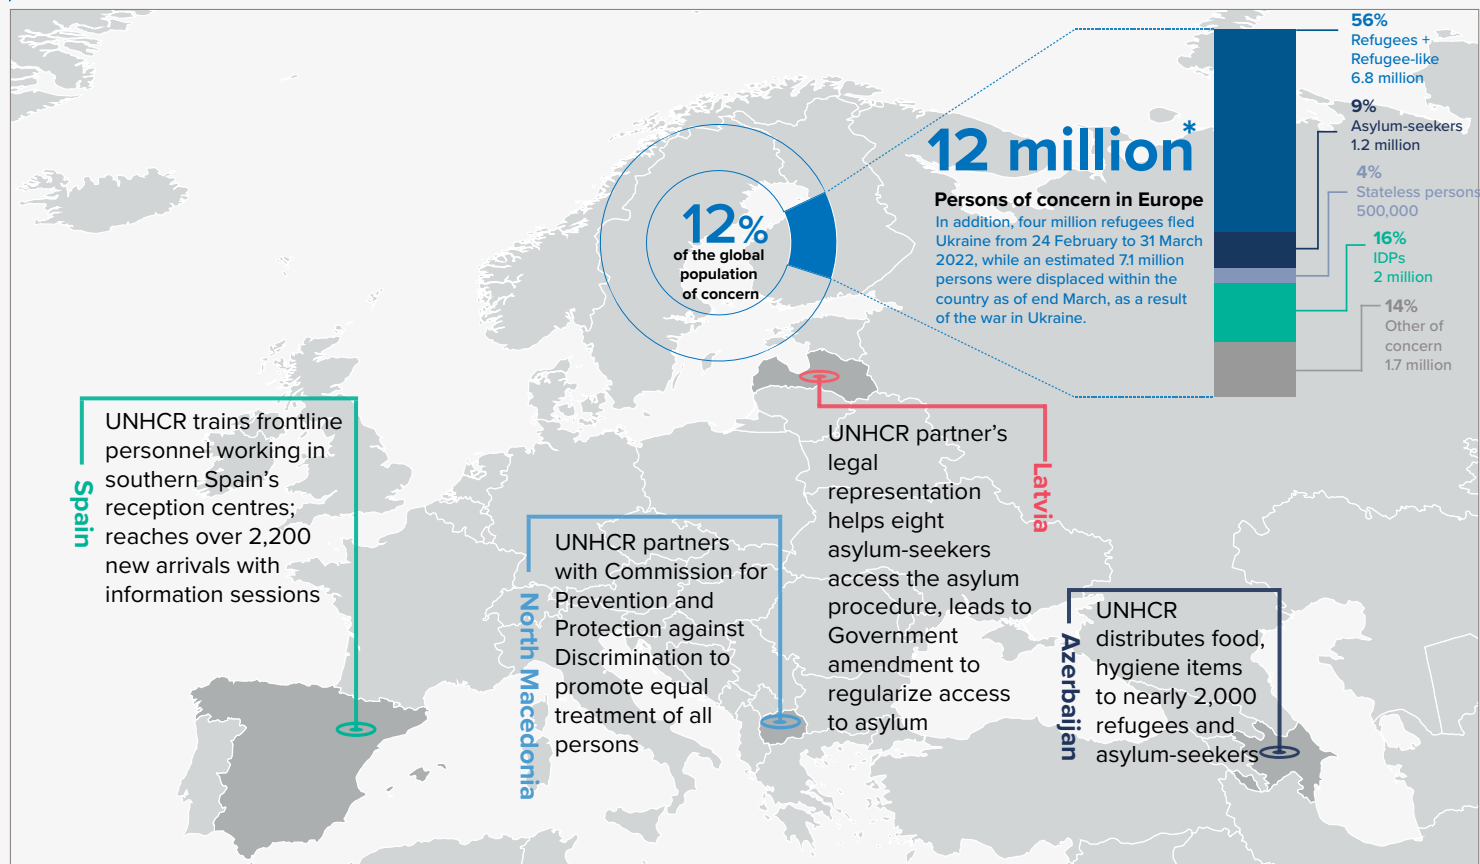 56%
Refugees +
Refugee-like
6.8 million
9%
Asylum-seekers
1.2 million
4%
Stateless persons
500,000
16%
IDPs
2 million
14%
Other of
concern
1.7 million
12 million*
Persons of concern in Europe
In addition, four million refugees fled
Ukraine from 24 February to 31 March
2022, while an estimated 7.1 million
persons were displaced within the
country as of end March, as a result
of the war in Ukraine.
12%
of the global
population
of concern
Spain
UNHCR trains frontline
personnel working in
southern Spain’s
reception centres;
reaches over 2,200
new arrivals with
information sessions
North Macedonia
UNHCR partners
with Commission for
Prevention and
Protection against
Discrimination to
promote equal
treatment of all
persons
Latvia
UNHCR partner’s
legal
representation
helps eight
asylum-seekers
access the asylum
procedure, leads to
Government
amendment to
regularize access
to asylum
Azerbaijan
UNHCR
distributes food,
hygiene items
to nearly 2,000
refugees and
asylum-seekers